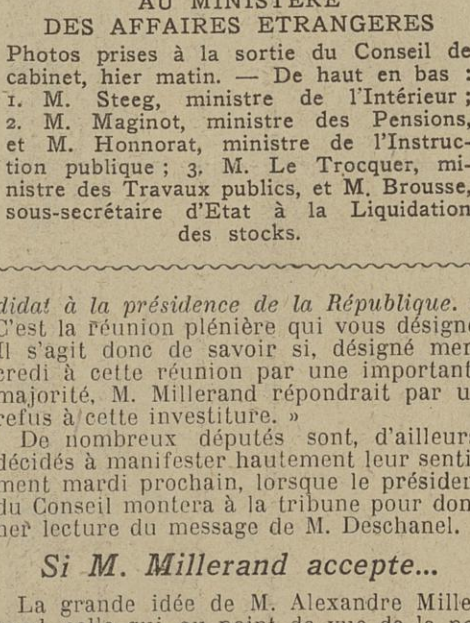 AU MINISTÈRE
DES AFFAIRES ETRANGERES
Photos prises à la sortie du Conseil de
cabinet, hier matin. — De haut en bas :
1. M. Steeg, ministre de l'Intérieur ;
2. M. Maginot, ministre des Pensions,
et M. Honnorat, ministre de l'Instruc-
tion publique ; 3. M. Le Trocquer, mi-
nistre des Travaux publics, et M. Brousse,
sous-secrétaire d'Etat à la Liquidation
des stocks.
didat à la présidence de la République.
C'est la réunion plénière qui vous désigne
Il s'agit donc de savoir si, désigné mer
credi à cette réunion par une important
majorité, M. Millerand répondrait par u
refus à cette investiture. »
De nombreux députés sont, d'ailleur
décidés à manifester hautement leur senti
ment mardi prochain, lorsque le présiden
du Conseil montera à la tribune pour don
ner lecture du message de M. Deschanel.
Si M. Millerand accepte...
La grande idée de M. Alexandre Mille